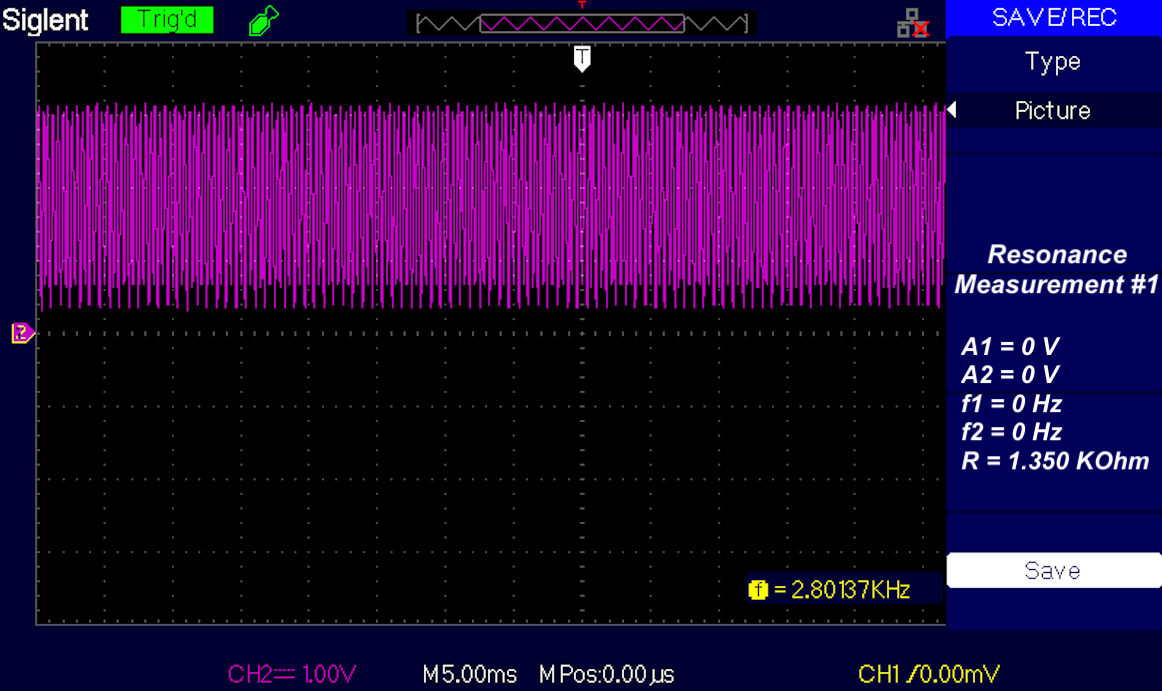 Siglent Trig'd T SAVE/REC
T
Type
Picture
Resonance
Measurement #1
2
A1 = 0 V
A2 = 0 V
f1 = 0 Hz
f2 = 0 Hz
R = 1.350 KOhm
Save
f = 2.80137KHz
CH2 1.00V M5.00ms M Pos:0.00µs CH1 /0.00mV